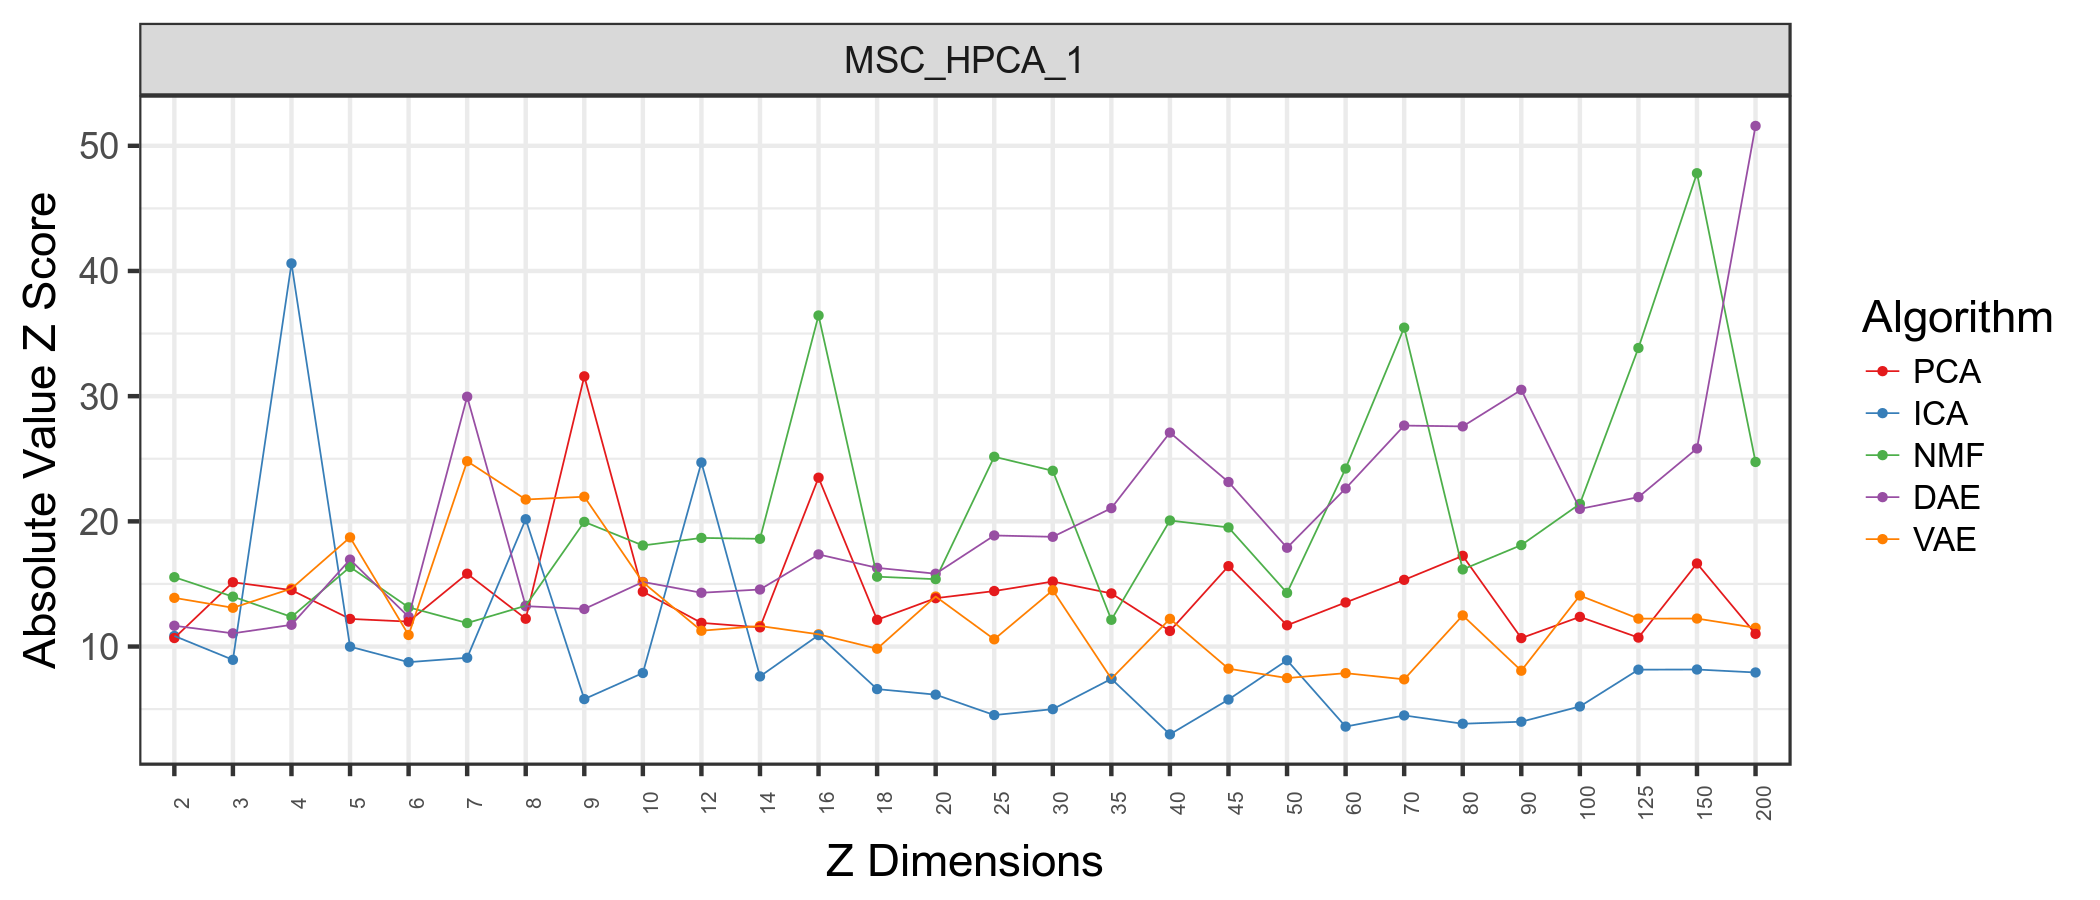 MSC_HPCA_1
Absolute Value Z Score
50
40
30
20
10
2 3 4 5 6 7 8 9 10 12 14 16 18 20 25 30 35 40 45 50 60 70 80 90 100 125 150 200
Z Dimensions
Algorithm
PCA
ICA
NMF
DAE
VAE